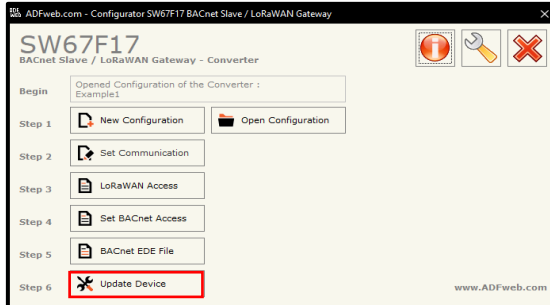 ADFweb.com - Configurator SW67F17 BACnet Slave / LoRaWAN Gateway
SW67F17
BACnet Slave / LoRaWAN Gateway - Converter
Begin
Opened Configuration of the Converter :
Example1
Step 1 New Configuration Open Configuration
Step 2 Set Communication
Step 3 LoRaWAN Access
Step 4 Set BACnet Access
Step 5 BACnet EDE File
Step 6 Update Device
www.ADFweb.com